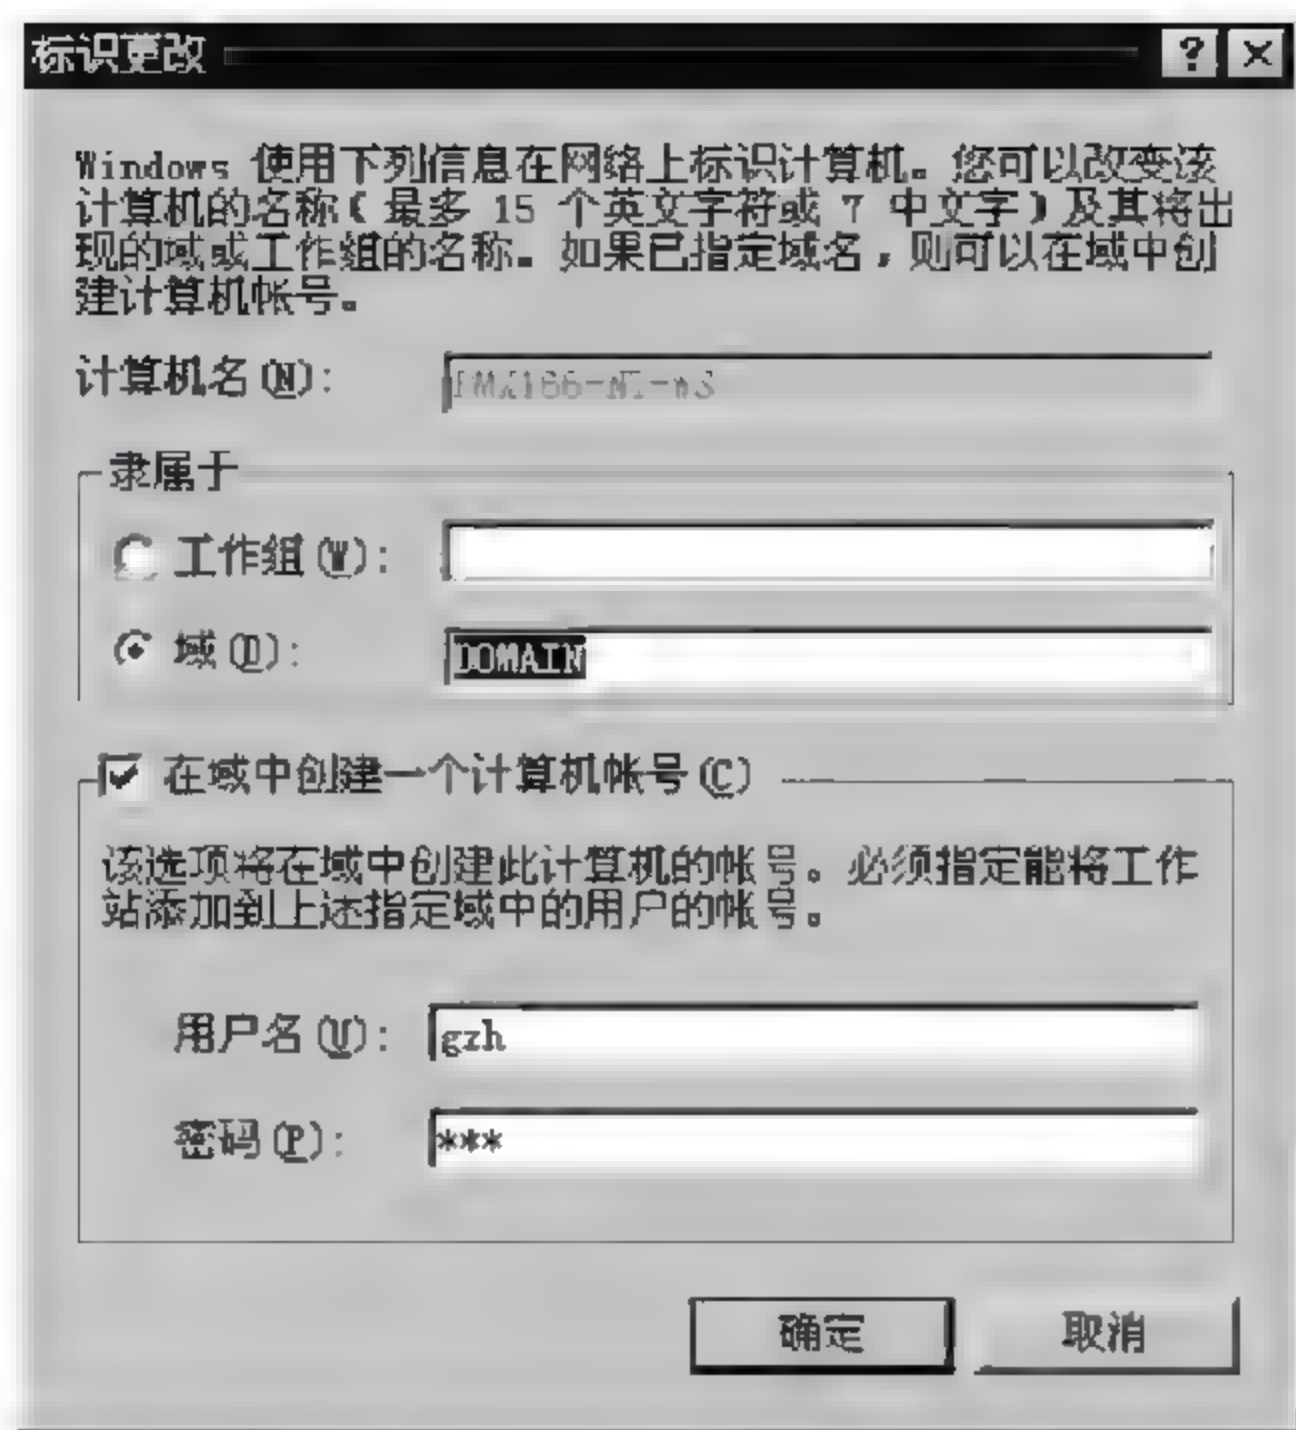 标识更改
Windows 使用下列信息在网络上标识计算机。您可以改变该
计算机的名称(最多 15 个英文字符或 7 中文字)及其将出
现的域或工作组的名称。如果已指定域名,则可以在域中创
建计算机帐号。
计算机名(N):
隶属于
工作组(W):
域(D): DOMAIN
在域中创建一个计算机帐号(C)
该选项将在域中创建此计算机的帐号。必须指定能将工作
站添加到上述指定域中的用户的帐号。
用户名(U): gzh
密码(P): ***
确定 取消